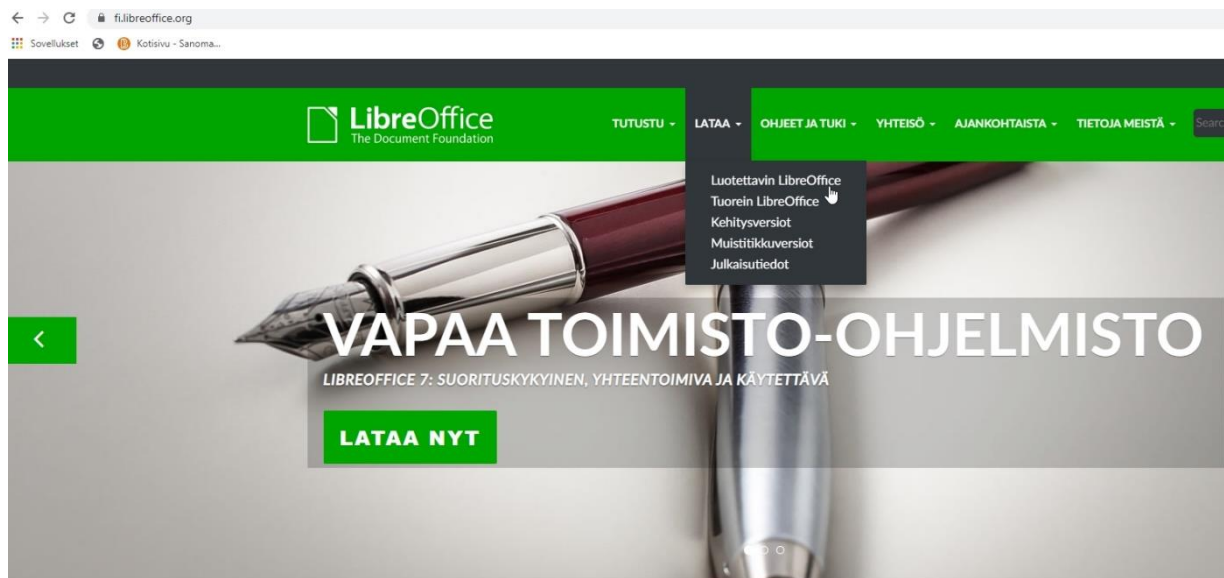 fi.libreoffice.org
Sovellukset
Kotisivu - Sanoma...
LibreOffice
The Document Foundation
TUTUSTU
LATAA
OHJEET JA TUKI
YHTEISÖ
AJANKOHTAISTA
TIETOJA MEISTÄ
Luotettavin LibreOffice
Tuorein LibreOffice
Kehitysversiot
Muistitikkuversiot
Julkaisutiedot
VAPAA TOIMISTO-OHJELMISTO
LIBREOFFICE 7: SUORITUSKYKYINEN, YHTEENTOIMIVA JA KÄYTETTÄVÄ
LATAA NYT